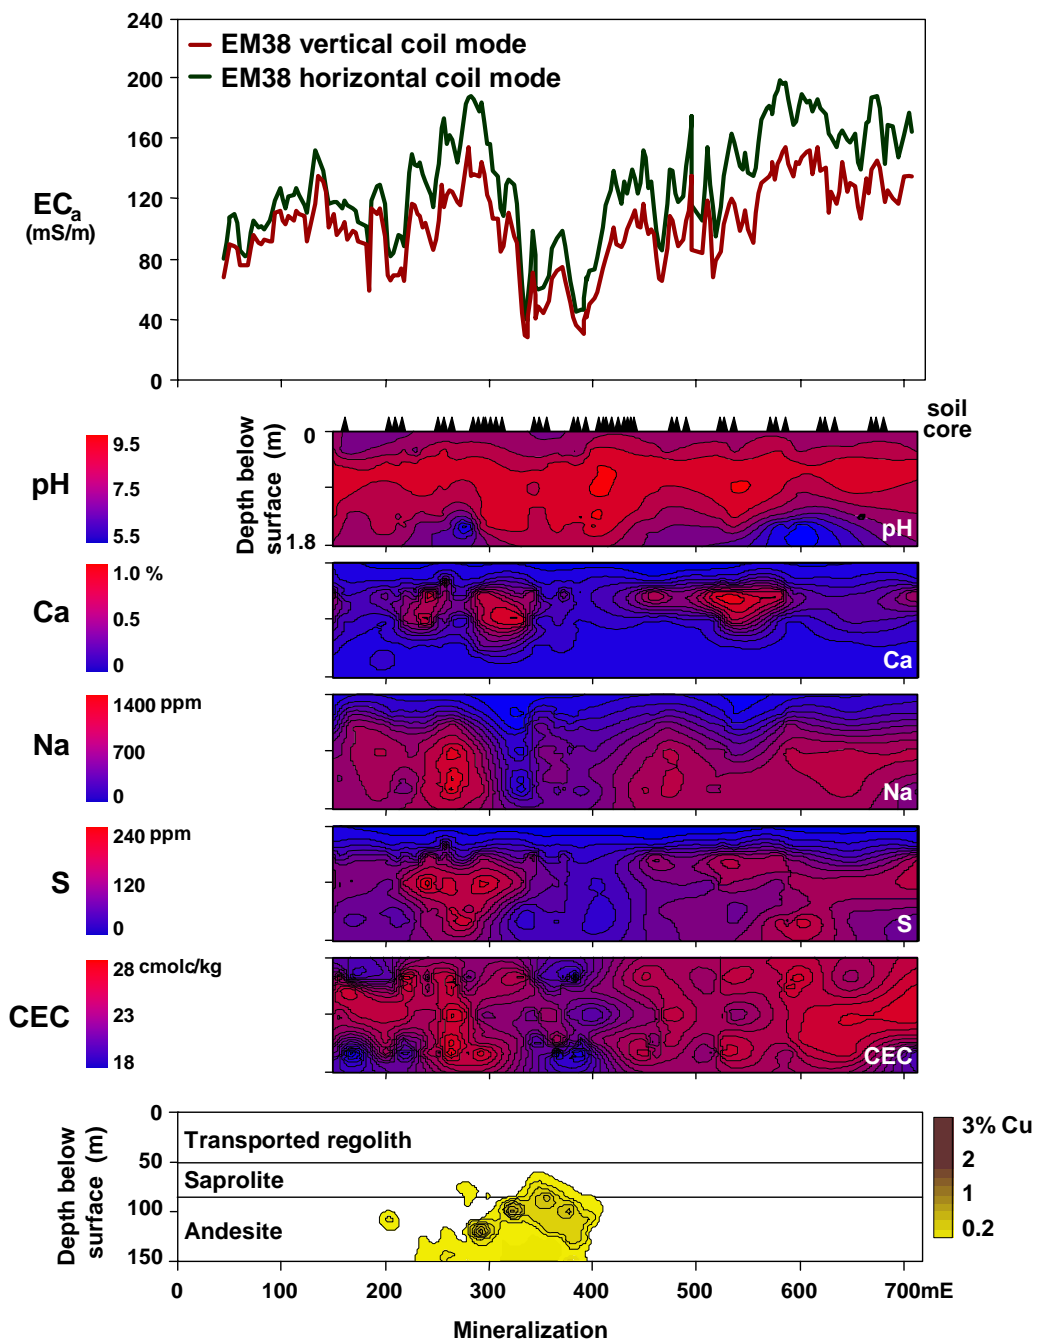 240
200
160
120
80
40
0
EM38 vertical coil mode
EM38 horizontal coil mode
ECa
(mS/m)
soil
core
pH
9.5
7.5
5.5
Depth below
surface (m)
0
1.8
pH
Ca
1.0 %
0.5
0
Ca
Na
1400 ppm
700
0
Na
S
240 ppm
120
0
S
CEC
28 cmolc/kg
23
18
CEC
Depth below
surface (m)
0
50
100
150
Transported regolith
Saprolite
Andesite
3% Cu
2
1
0.2
0 100 200 300 400 500 600 700mE
Mineralization